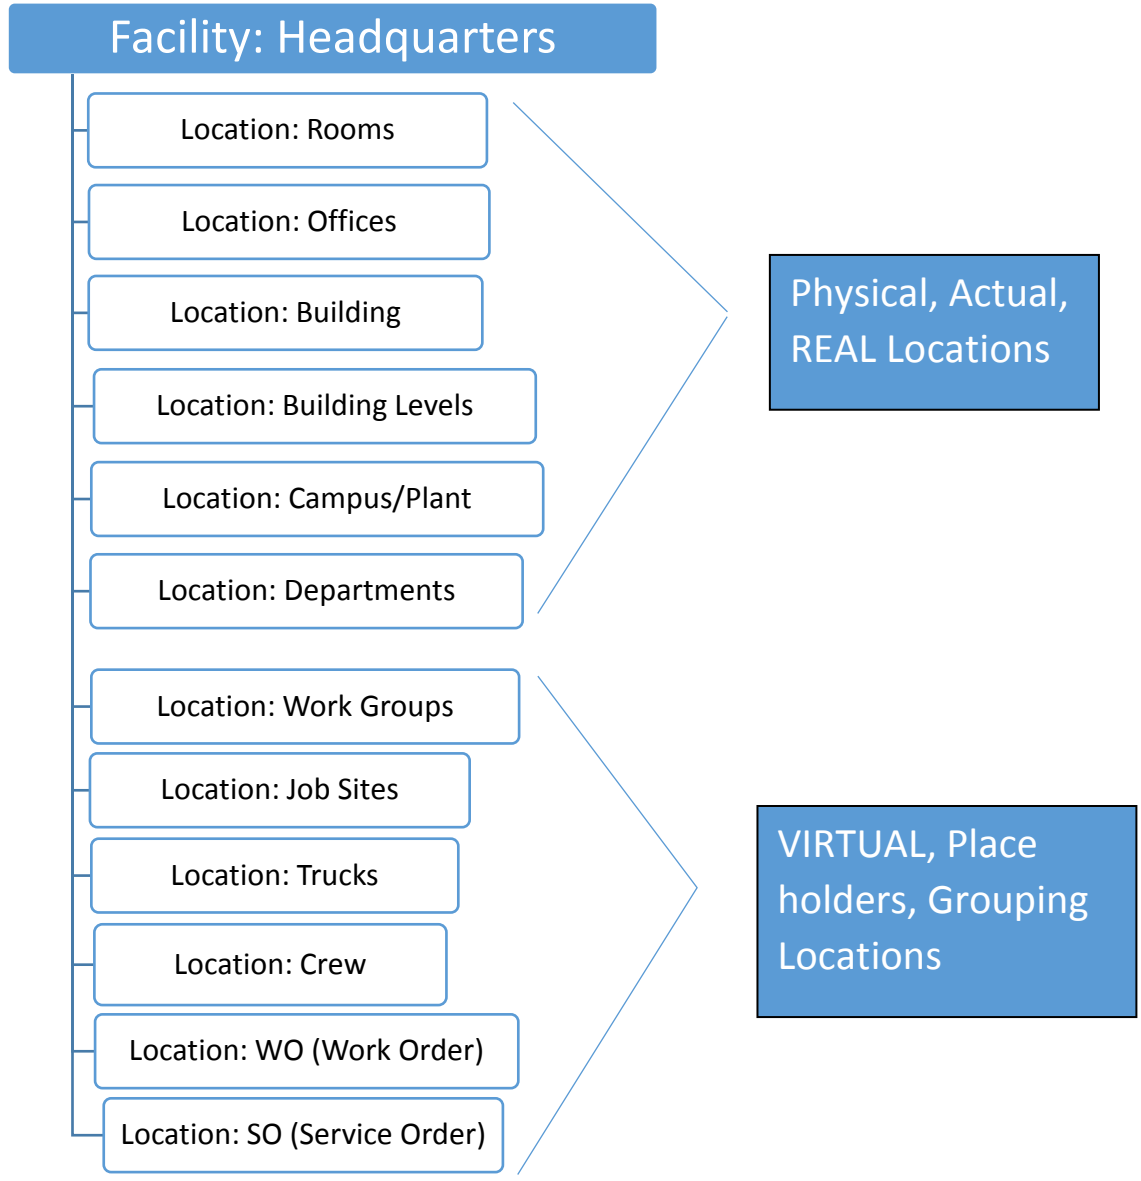 Facility: Headquarters
Location: Rooms
Location: Offices
Location: Building
Location: Building Levels
Location: Campus/Plant
Location: Departments
Physical, Actual,
REAL Locations
Location: Work Groups
Location: Job Sites
Location: Trucks
Location: Crew
Location: WO (Work Order)
Location: SO (Service Order)
VIRTUAL, Place
holders, Grouping
Locations